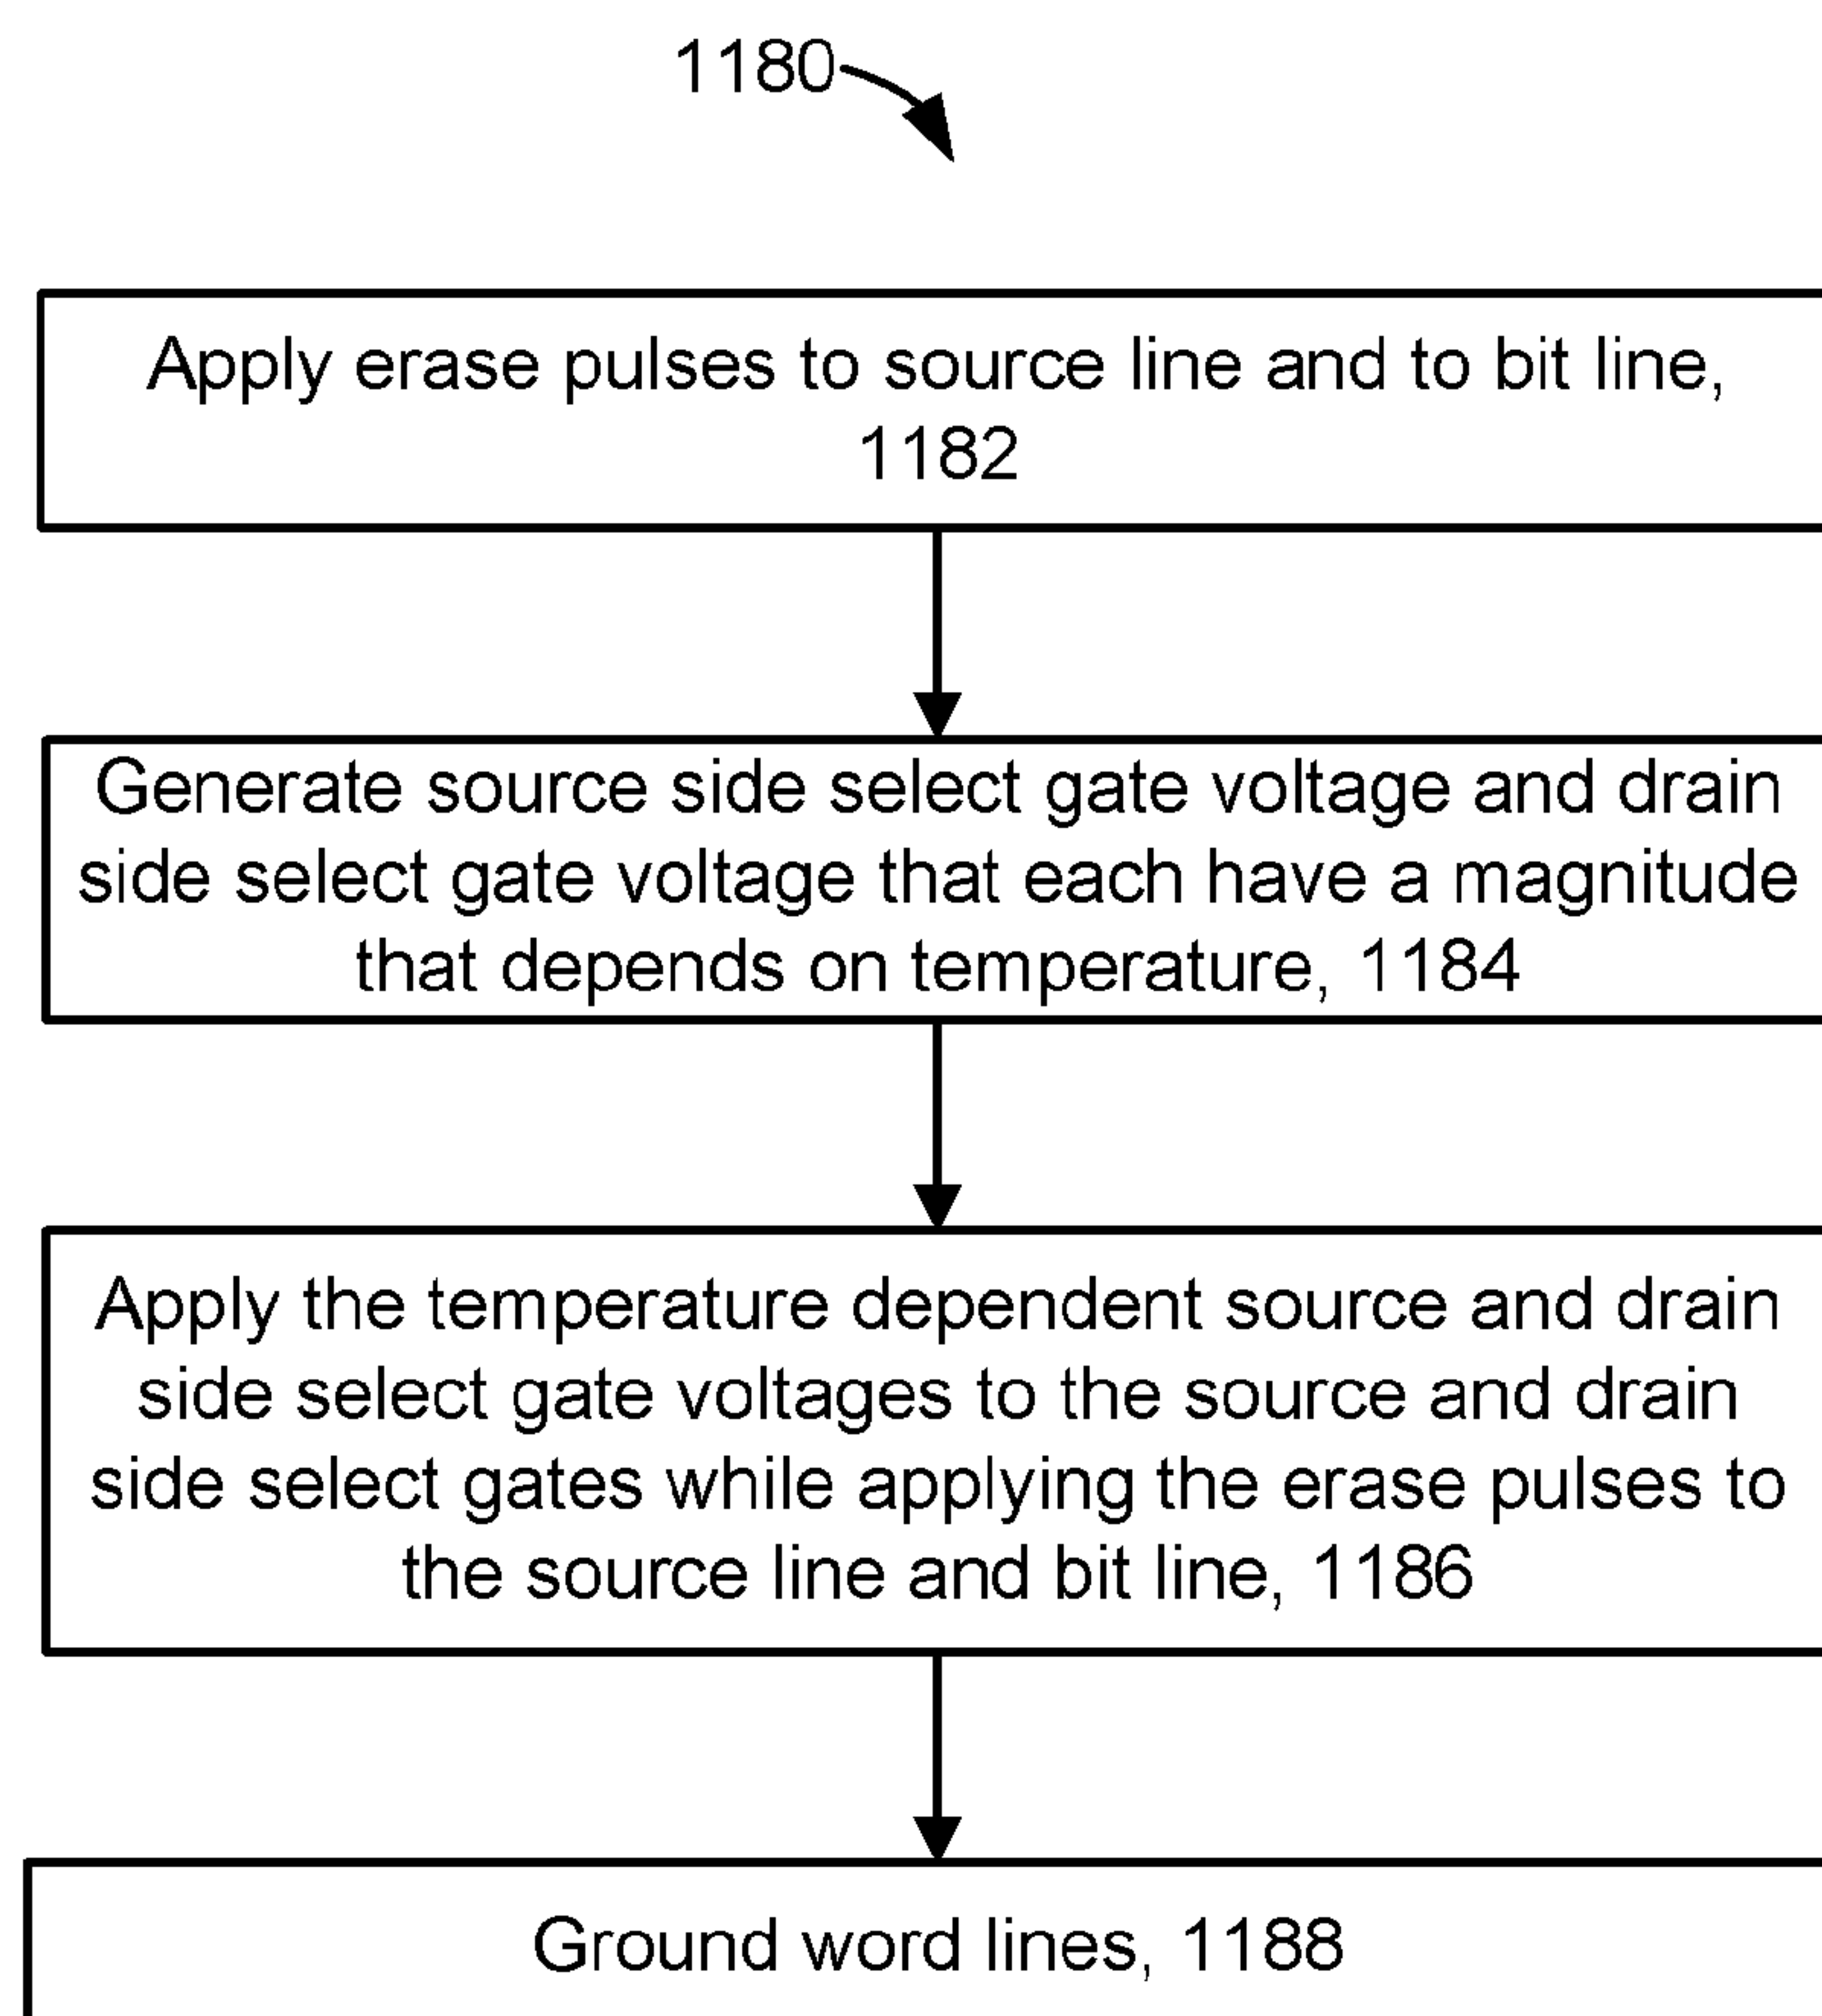 1180
Apply erase pulses to source line and to bit line,
1182
Generate source side select gate voltage and drain
side select gate voltage that each have a magnitude
that depends on temperature, 1184
Apply the temperature dependent source and drain
side select gate voltages to the source and drain
side select gates while applying the erase pulses to
the source line and bit line, 1186
Ground word lines, 1188